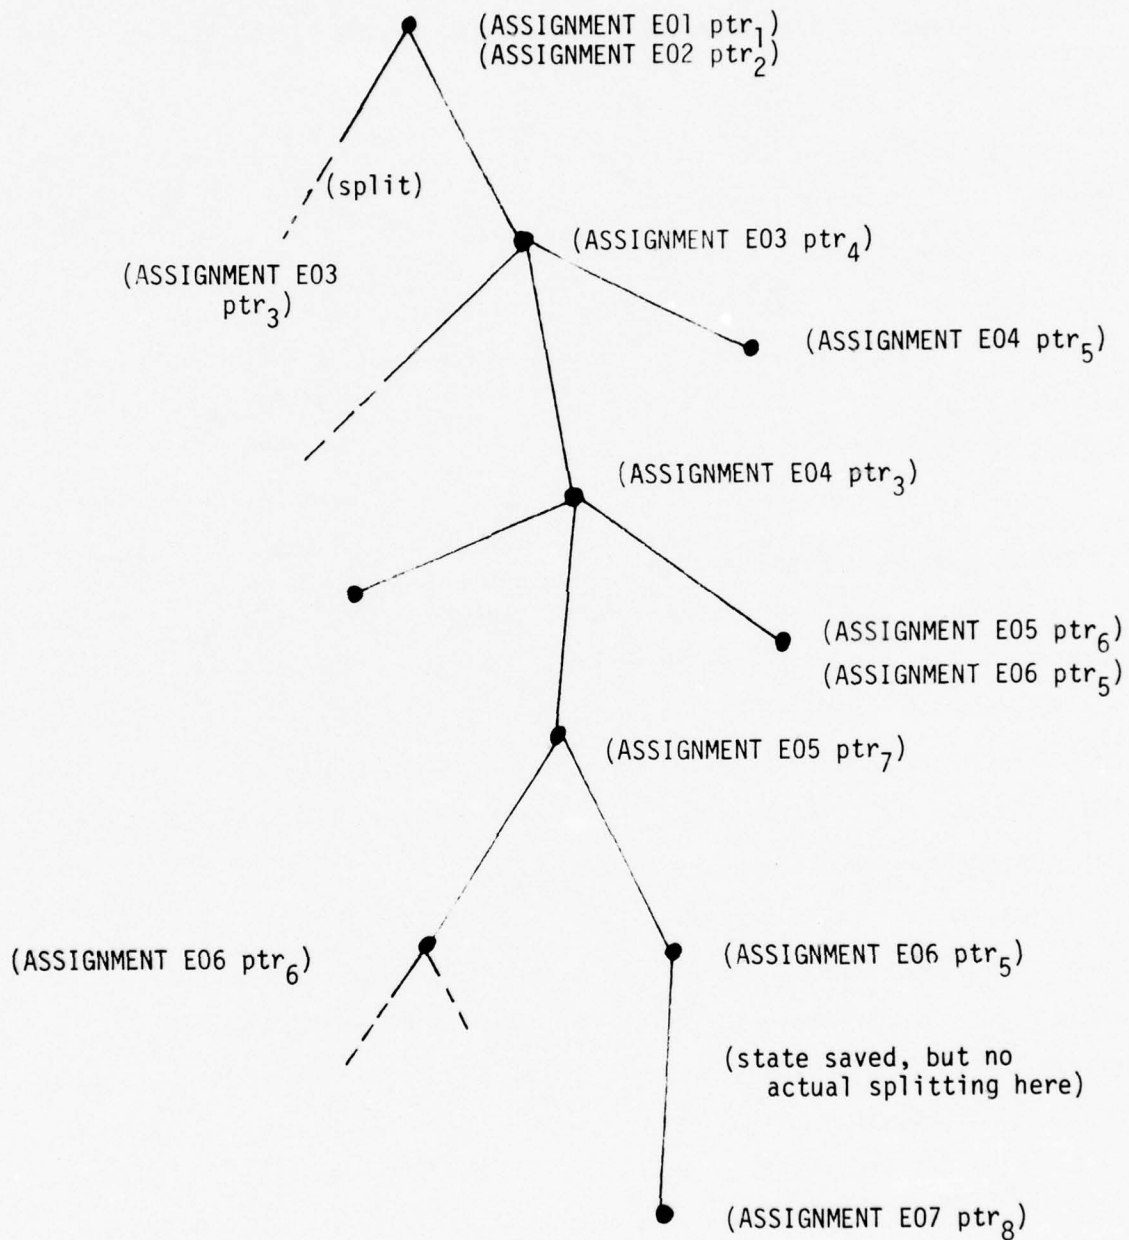 (ASSIGNMENT E01 ptr₁)
(ASSIGNMENT E02 ptr₂)
(split)
(ASSIGNMENT E03 ptr₄)
(ASSIGNMENT E03
ptr₃)
(ASSIGNMENT E04 ptr₅)
(ASSIGNMENT E04 ptr₃)
(ASSIGNMENT E05 ptr₆)
(ASSIGNMENT E06 ptr₅)
(ASSIGNMENT E05 ptr₇)
(ASSIGNMENT E06 ptr₆)
(ASSIGNMENT E06 ptr₅)
(state saved, but no
actual splitting here)
(ASSIGNMENT E07 ptr₈)